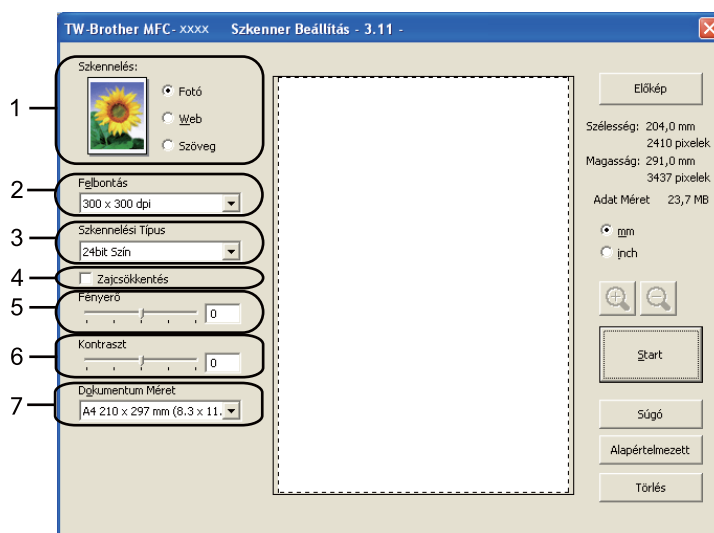 TW-Brother MFC- xxxx Szkenner Beállítás - 3.11 -
1
Szkennelés:
Fotó
Web
Szöveg
2
Felbontás
300 x 300 dpi
3
Szkennelési Típus
24bit Szín
4
Zajcsökkentés
5
Fényerő
0
6
Kontraszt
0
7
Dokumentum Méret
A4 210 x 297 mm (8.3 x 11.
Előkép
Szélesség: 204,0 mm
2410 pixelek
Magasság: 291,0 mm
3437 pixelek
Adat Méret 23,7 MB
mm
inch
Start
Súgó
Alapértelmezett
Törlés